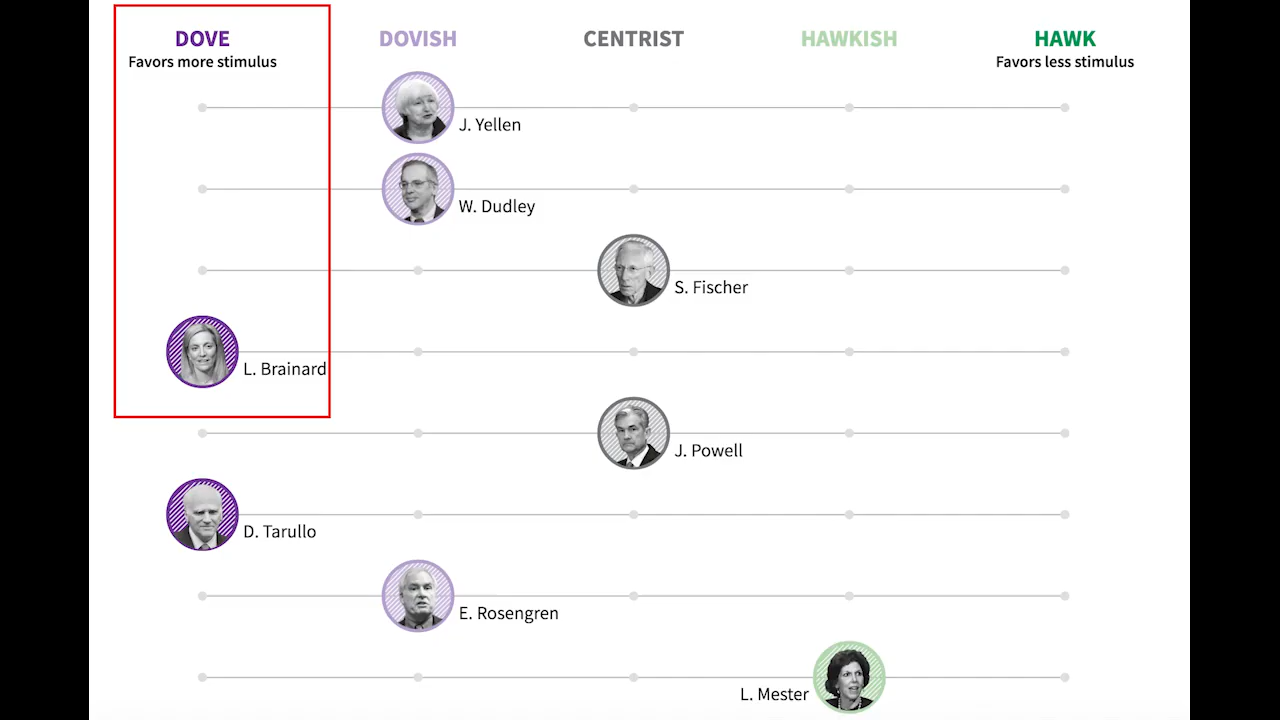 DOVE DOVISH CENTRIST HAWKISH HAWK
Favors more stimulus Favors less stimulus
J. Yellen
W. Dudley
S. Fischer
L. Brainard
J. Powell
D. Tarullo
E. Rosengren
L. Mester